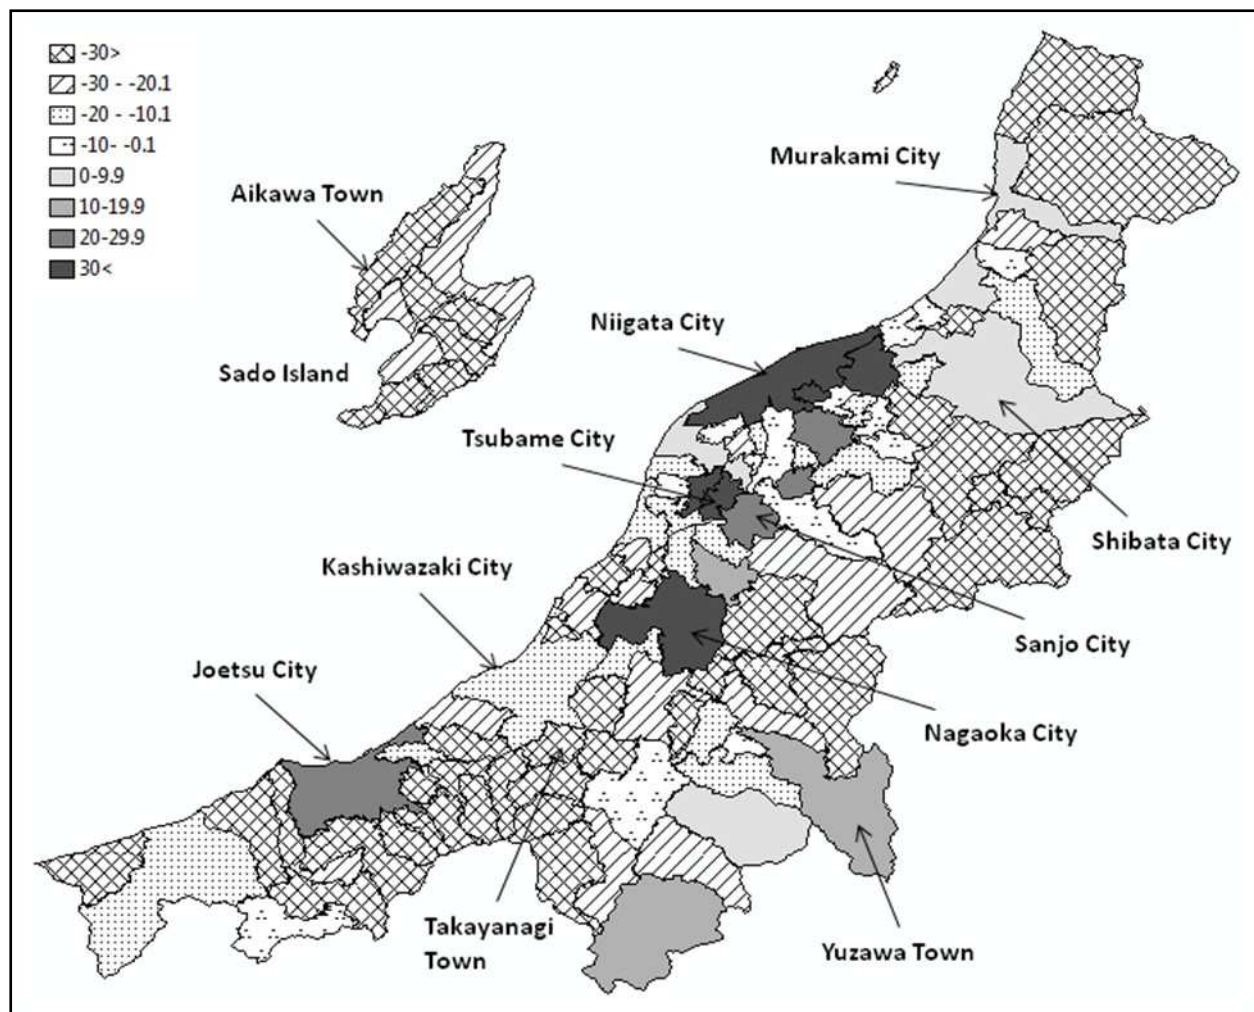 -30>
-30 - -20.1
-20 - -10.1
-10- -0.1
0-9.9
10-19.9
20-29.9
30<
Murakami City
Aikawa Town
Niigata City
Sado Island
Tsubame City
Shibata City
Kashiwazaki City
Sanjo City
Joetsu City
Nagaoka City
Takayanagi
Town
Yuzawa Town